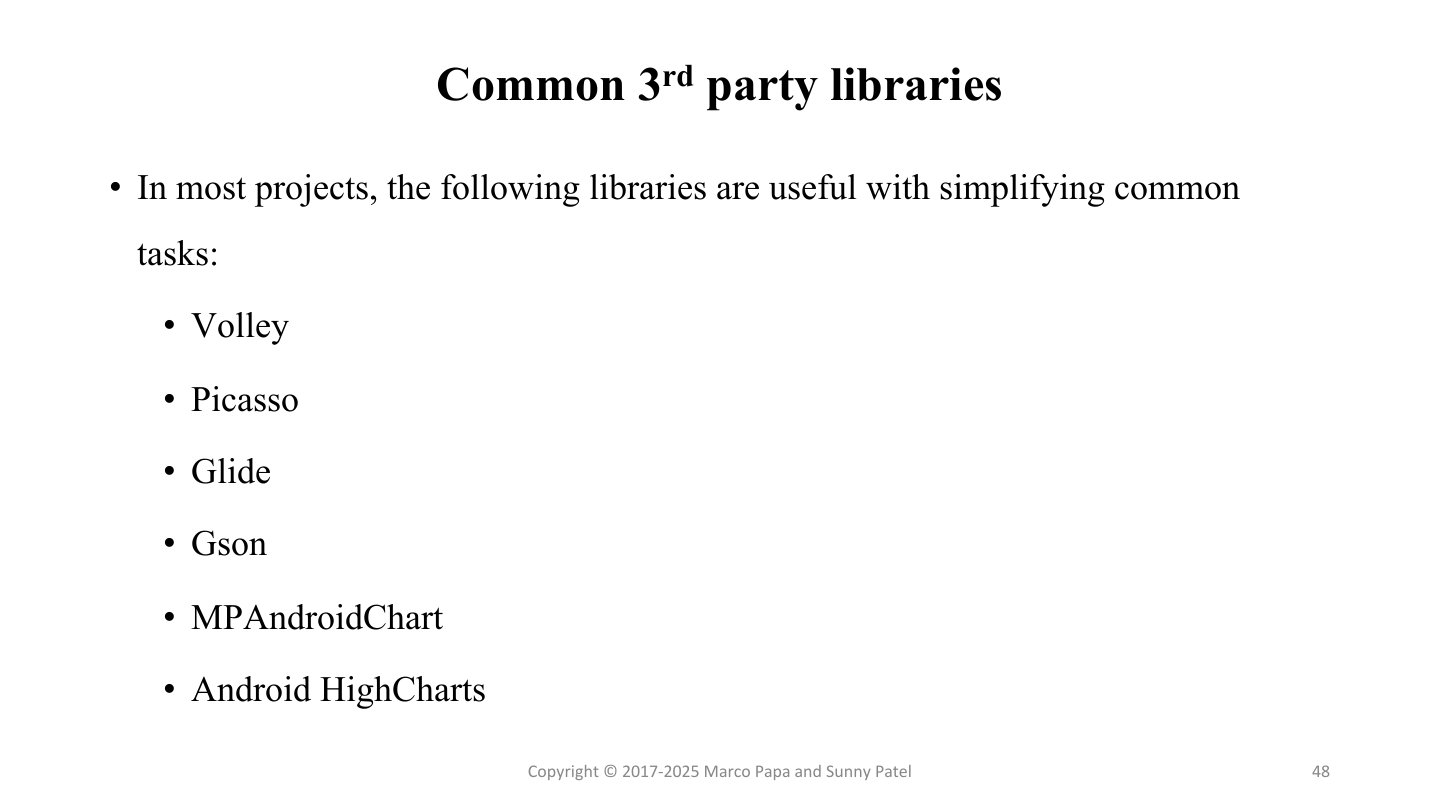 Common 3rd party libraries
• In most projects, the following libraries are useful with simplifying common
tasks:
• Volley
• Picasso
• Glide
• Gson
• MPAndroidChart
• Android HighCharts
Copyright © 2017-2025 Marco Papa and Sunny Patel
48